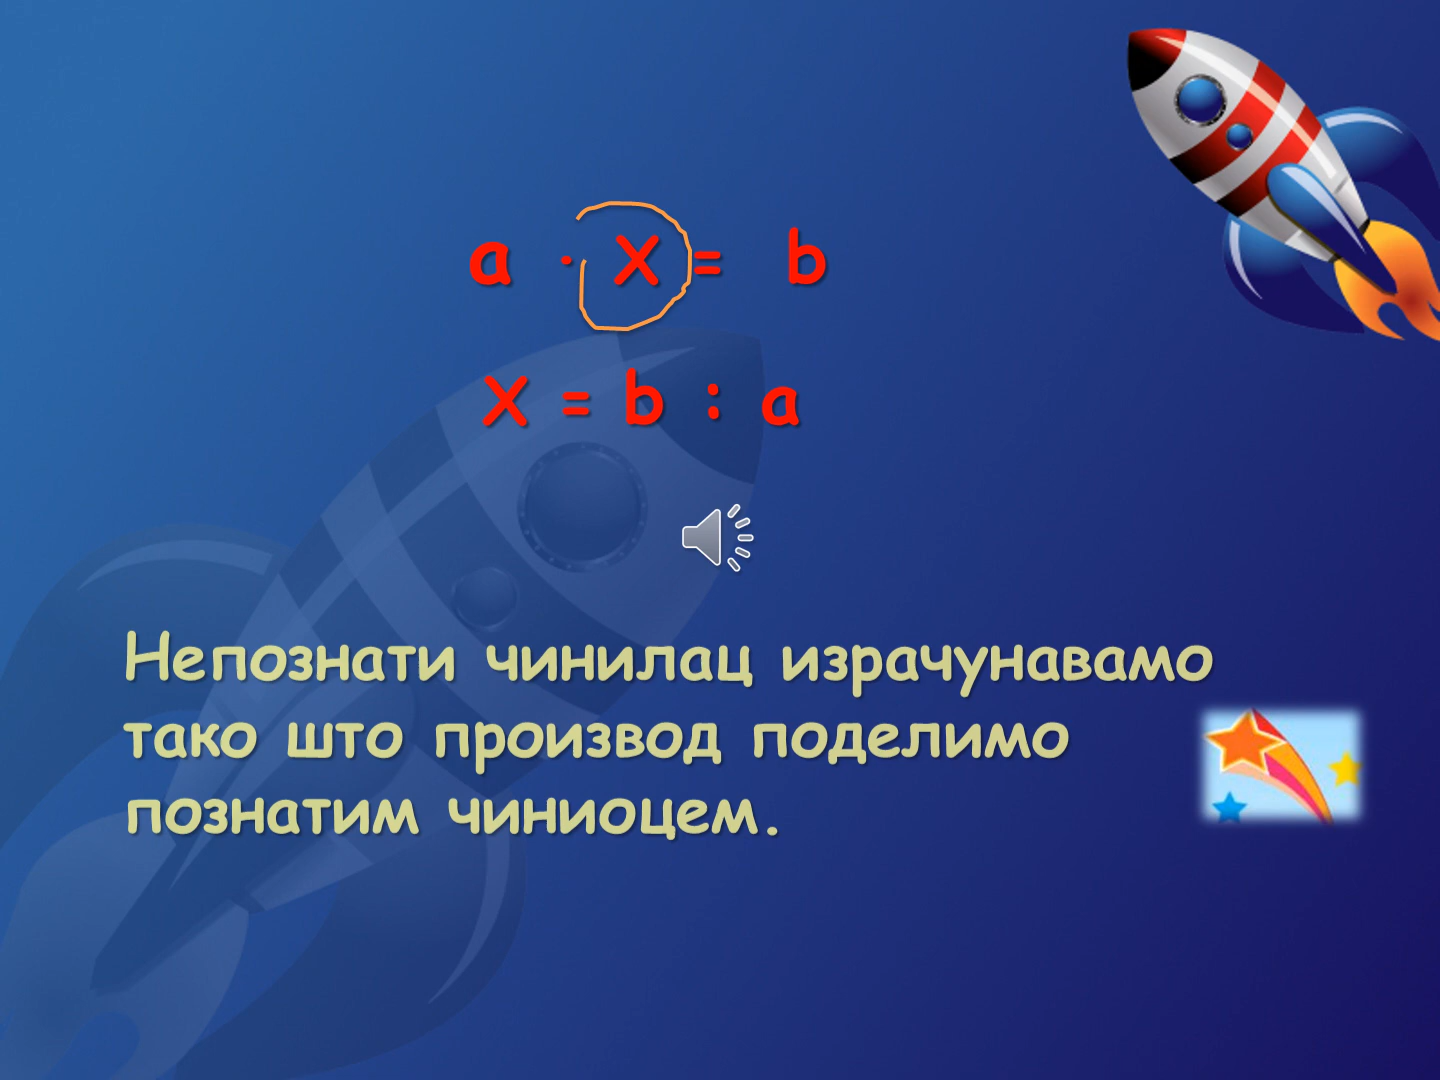 a · X = b
X = b : a
Непознати чинилац израчунавамо
тако што производ поделимо
познатим чиниоцем.